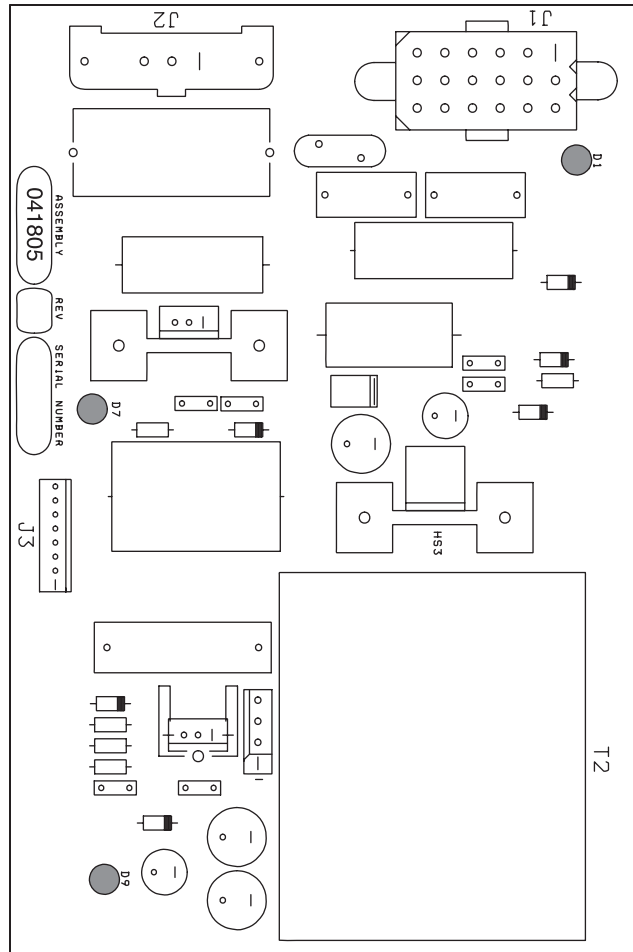 J2
J1
D1
041805
ASSEMBLY
REV
SERIAL NUMBER
D7
J3
HS3
T2
D9